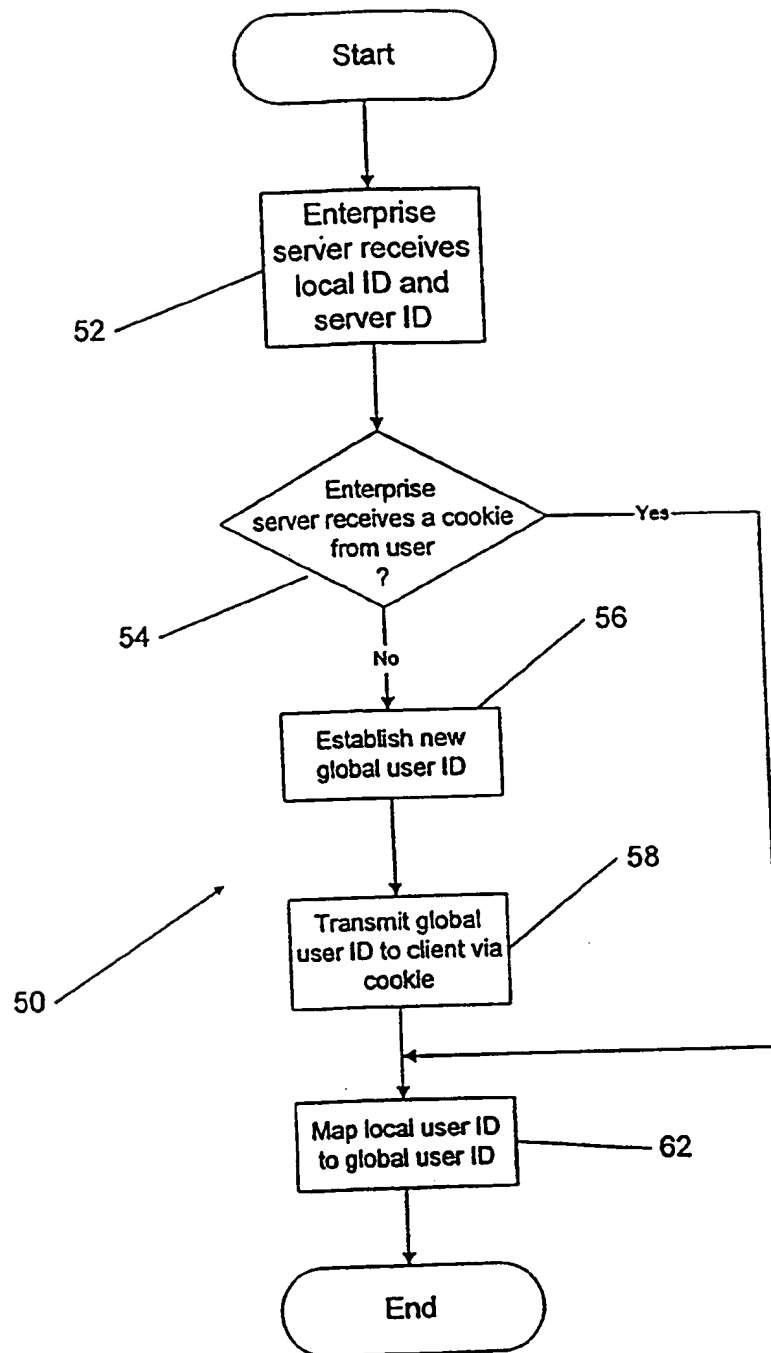 Start
Enterprise
server receives
local ID and
server ID
52
Enterprise
server receives a cookie
from user
?
Yes
54
No
56
Establish new
global user ID
58
Transmit global
user ID to client via
cookie
50
Map local user ID
to global user ID
62
End